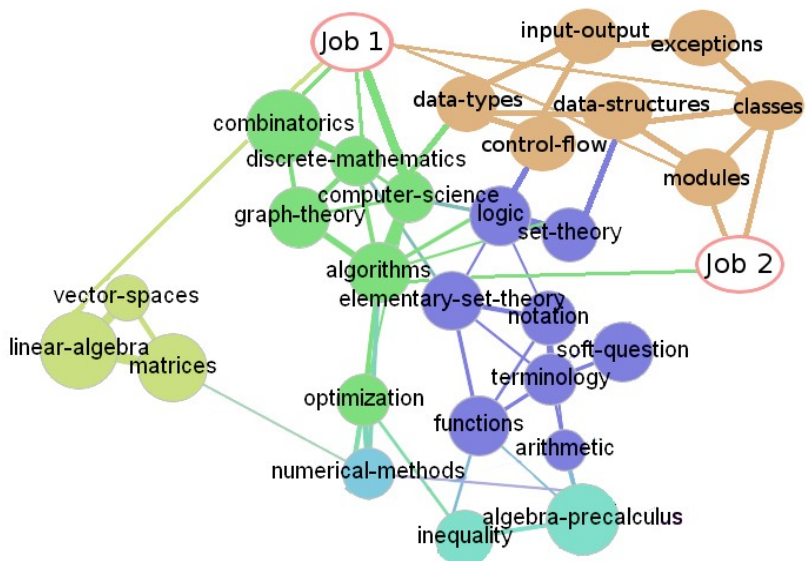 input-output
exceptions
Job 1
data-types
data-structures
classes
combinatorics
control-flow
discrete-mathematics
modules
computer-science
graph-theory
logic
set-theory
Job 2
algorithms
vector-spaces
elementary-set-theory
notation
linear-algebra
soft-question
matrices
terminology
optimization
functions
arithmetic
numerical-methods
algebra-precalculus
inequality